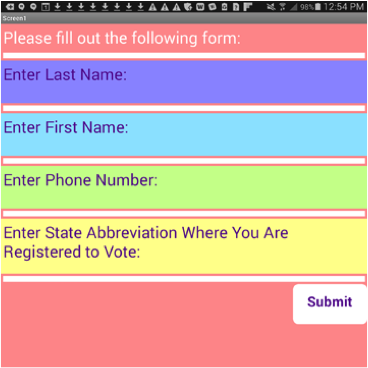 98% 12:54 PM
Screen1
Please fill out the following form:
Enter Last Name:
Enter First Name:
Enter Phone Number:
Enter State Abbreviation Where You Are
Registered to Vote:
Submit